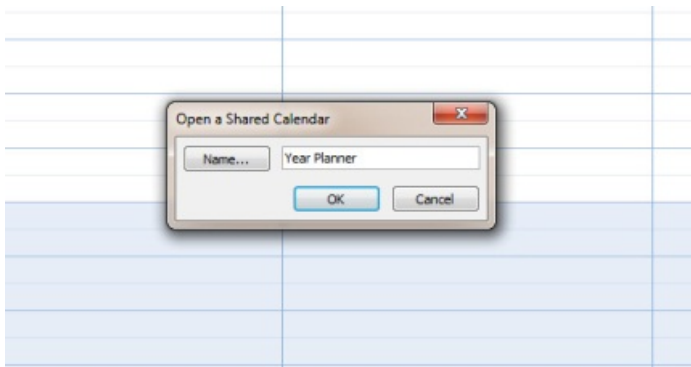 Open a Shared Calendar
Name... Year Planner
OK Cancel